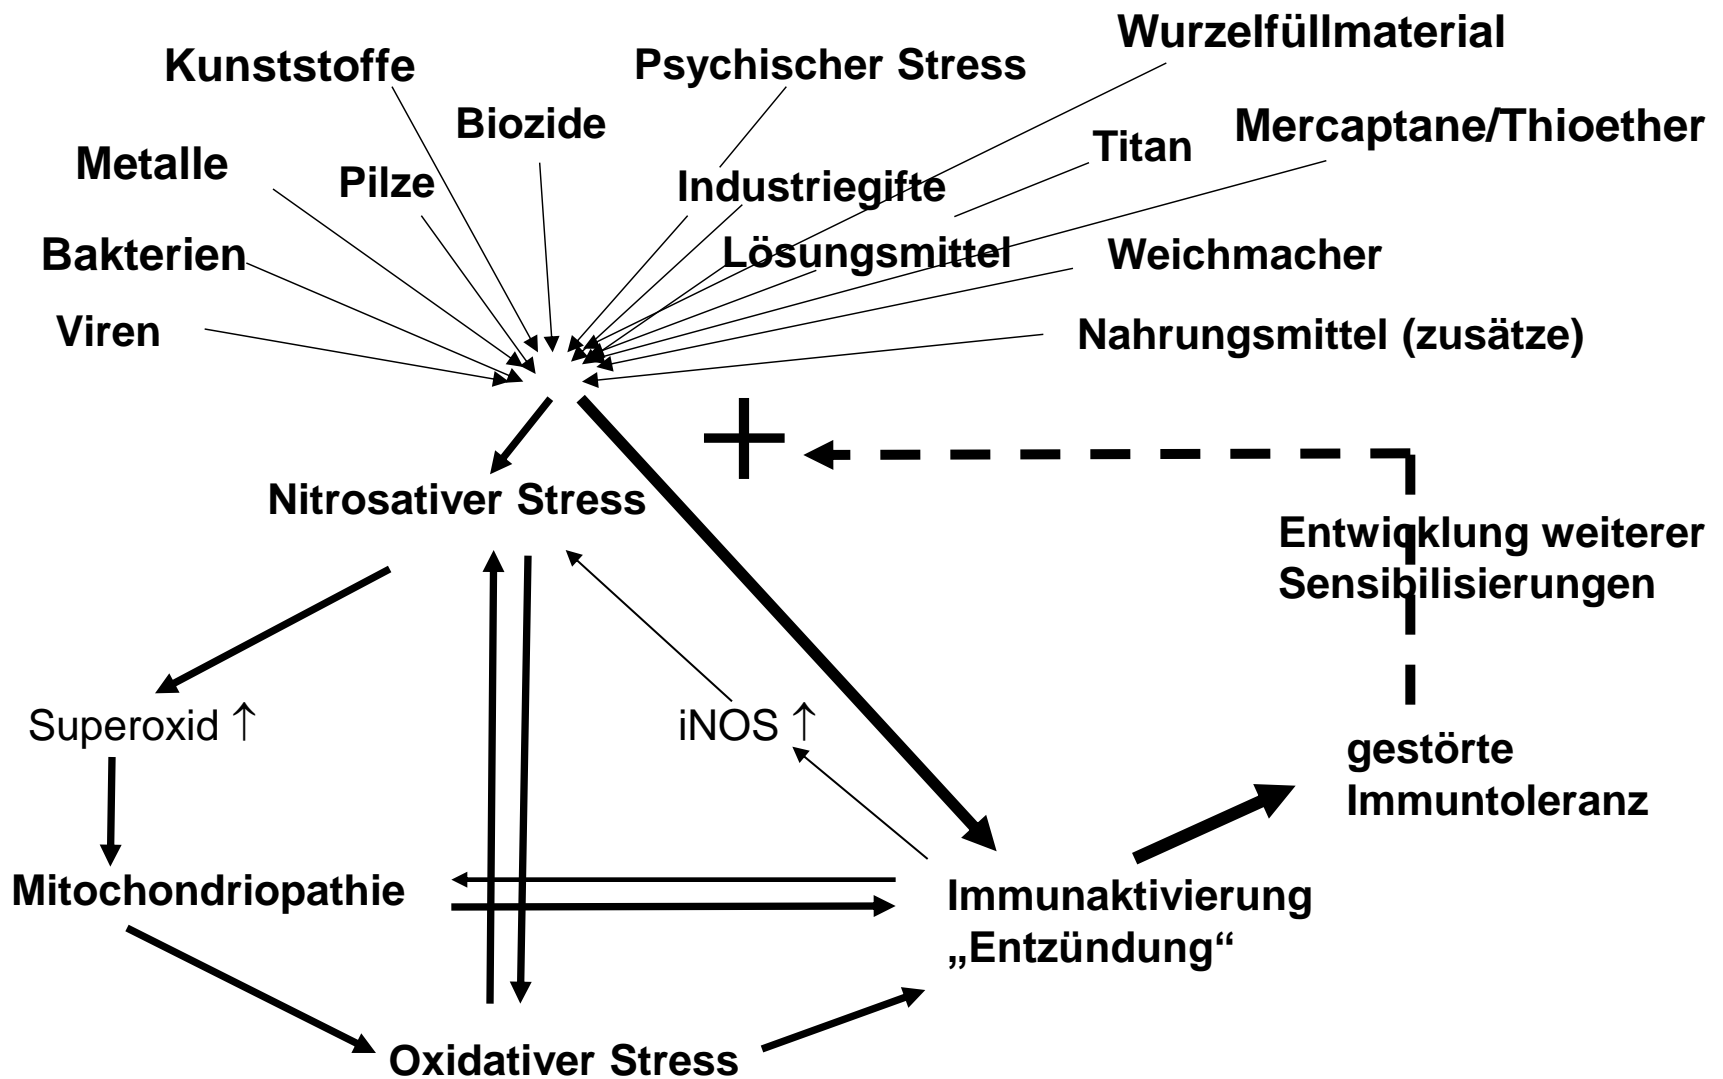 Wurzelfüllmaterial
Kunststoffe
Psychischer Stress
Biozide
Mercaptane/Thioether
Titan
Metalle
Pilze
Industriegifte
Bakterien
Lösungsmittel
Weichmacher
Viren
Nahrungsmittel (zusätze)
+
Nitrosativer Stress
Entwicklung weiterer
Sensibilisierungen
Superoxid ↑
iNOS ↑
gestörte
Immuntoleranz
Mitochondriopathie
Immunaktivierung
„Entzündung“
Oxidativer Stress